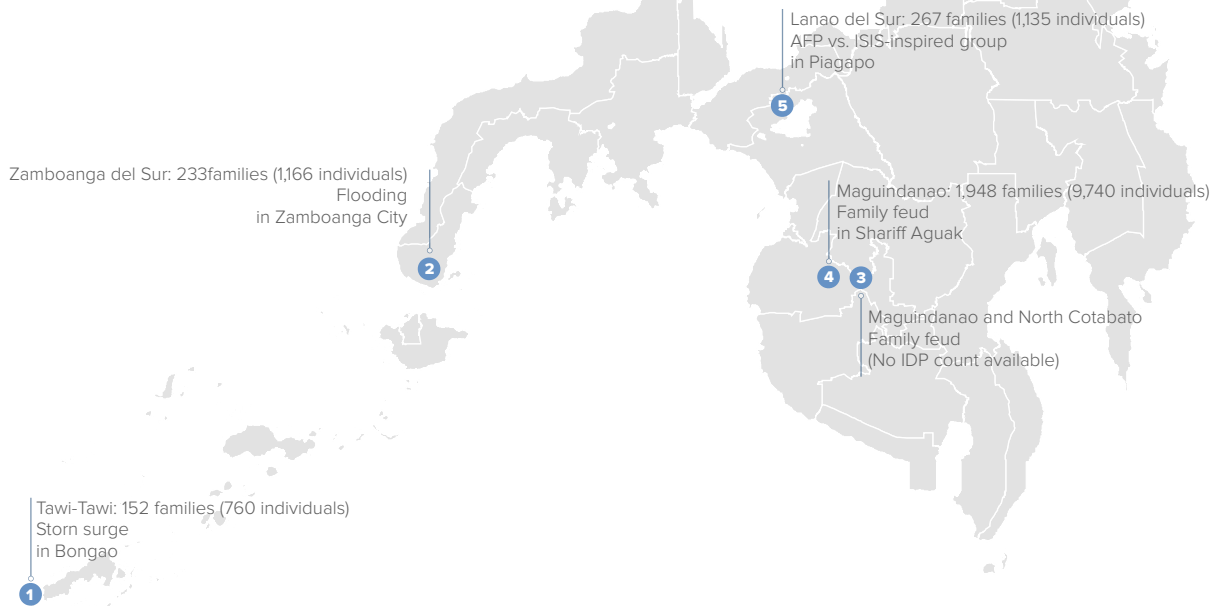 Lanao del Sur: 267 families (1,135 individuals)
AFP vs. ISIS-inspired group
in Piagapo
5
Zamboanga del Sur: 233families (1,166 individuals)
Flooding
in Zamboanga City
2
Maguindanao: 1,948 families (9,740 individuals)
Family feud
in Shariff Aguak
4
3
Maguindanao and North Cotabato
Family feud
(No IDP count available)
Tawi-Tawi: 152 families (760 individuals)
Storn surge
in Bongao
1